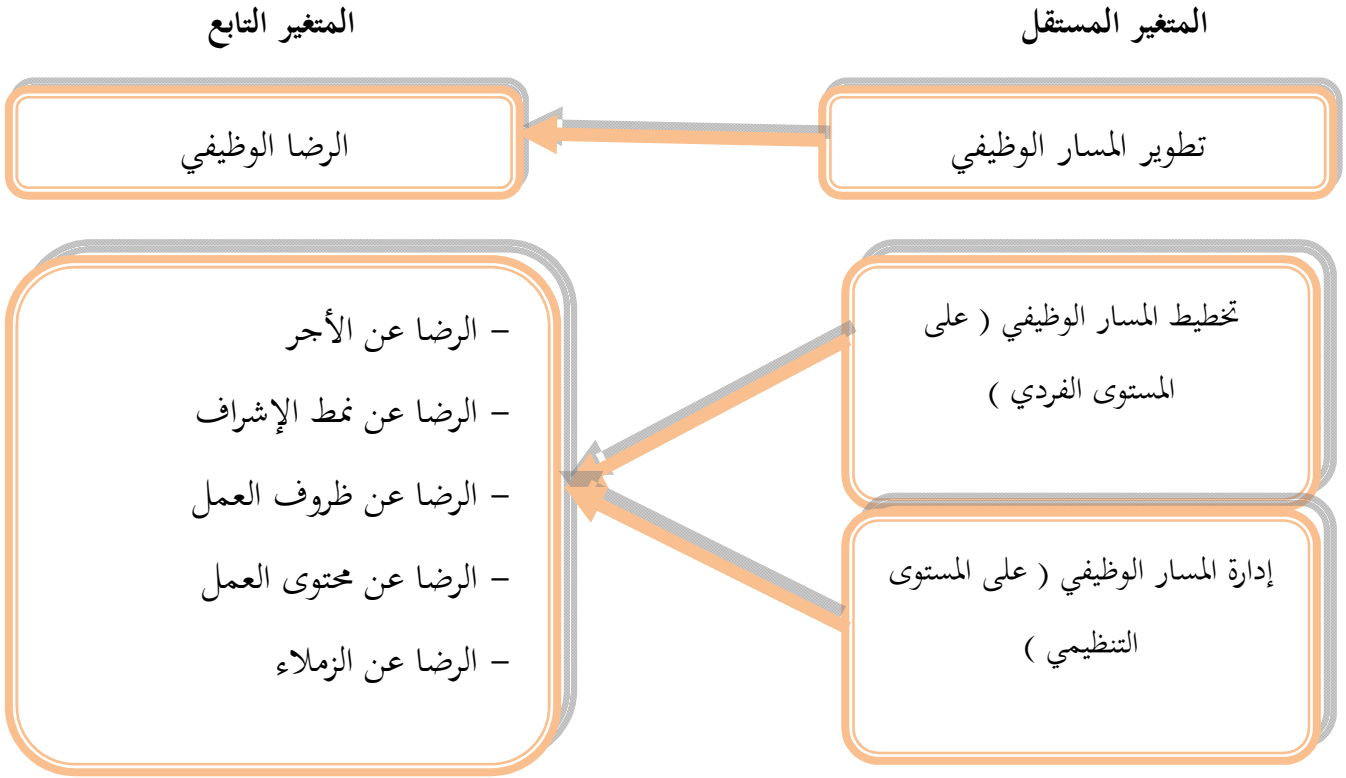 المتغير المستقل
المتغير التابع
تطوير المسار الوظيفي
الرضا الوظيفي
تخطيط المسار الوظيفي ( على
المستوى الفردي )
إدارة المسار الوظيفي ( على المستوى
التنظيمي )
– الرضا عن الأجر
– الرضا عن نمط الإشراف
– الرضا عن ظروف العمل
– الرضا عن محتوى العمل
– الرضا عن الزملاء